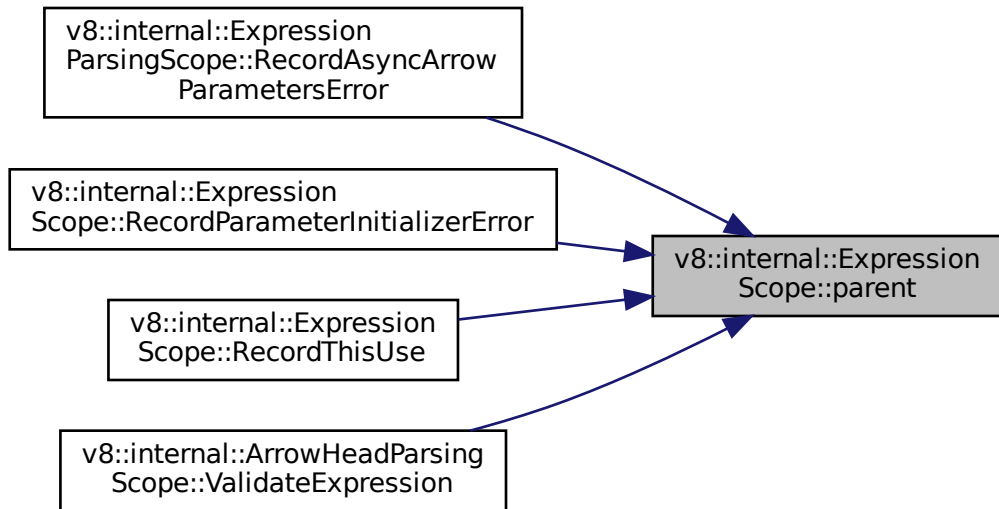 v8::internal::Expression
ParsingScope::RecordAsyncArrow
ParametersError
v8::internal::Expression
Scope::RecordParameterInitializerError
v8::internal::Expression
Scope::RecordThisUse
v8::internal::ArrowHeadParsing
Scope::ValidateExpression
v8::internal::Expression
Scope::parent